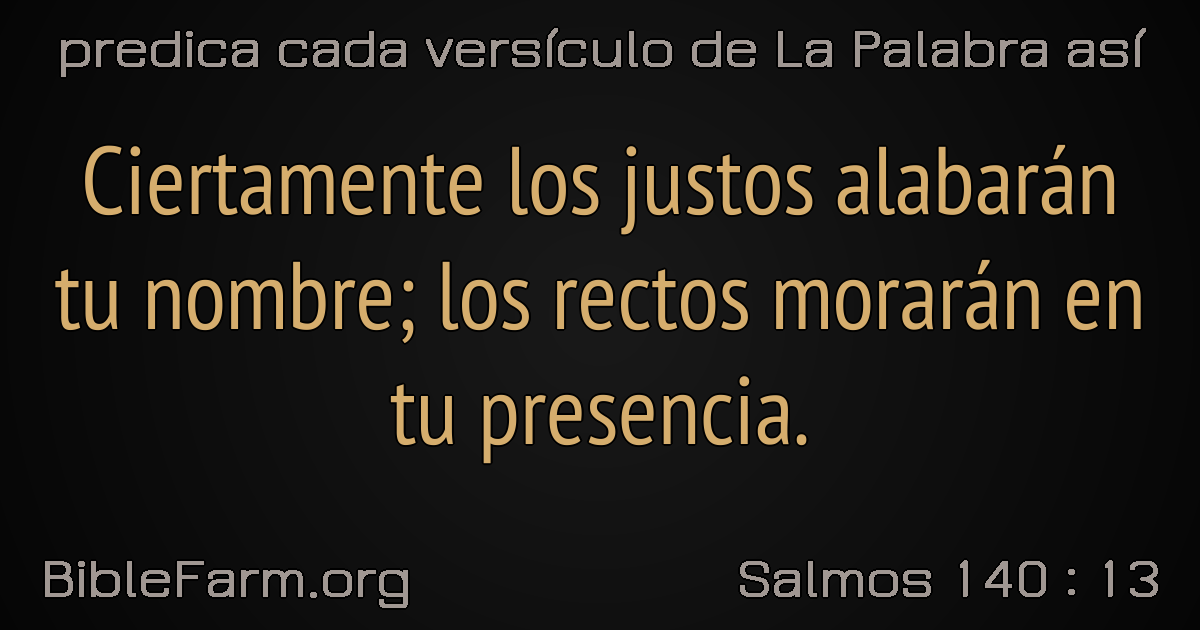 predica cada versículo de La Palabra así
Ciertamente los justos alabarán
tu nombre; los rectos morarán en
tu presencia.
BibleFarm.org
Salmos 140 : 13